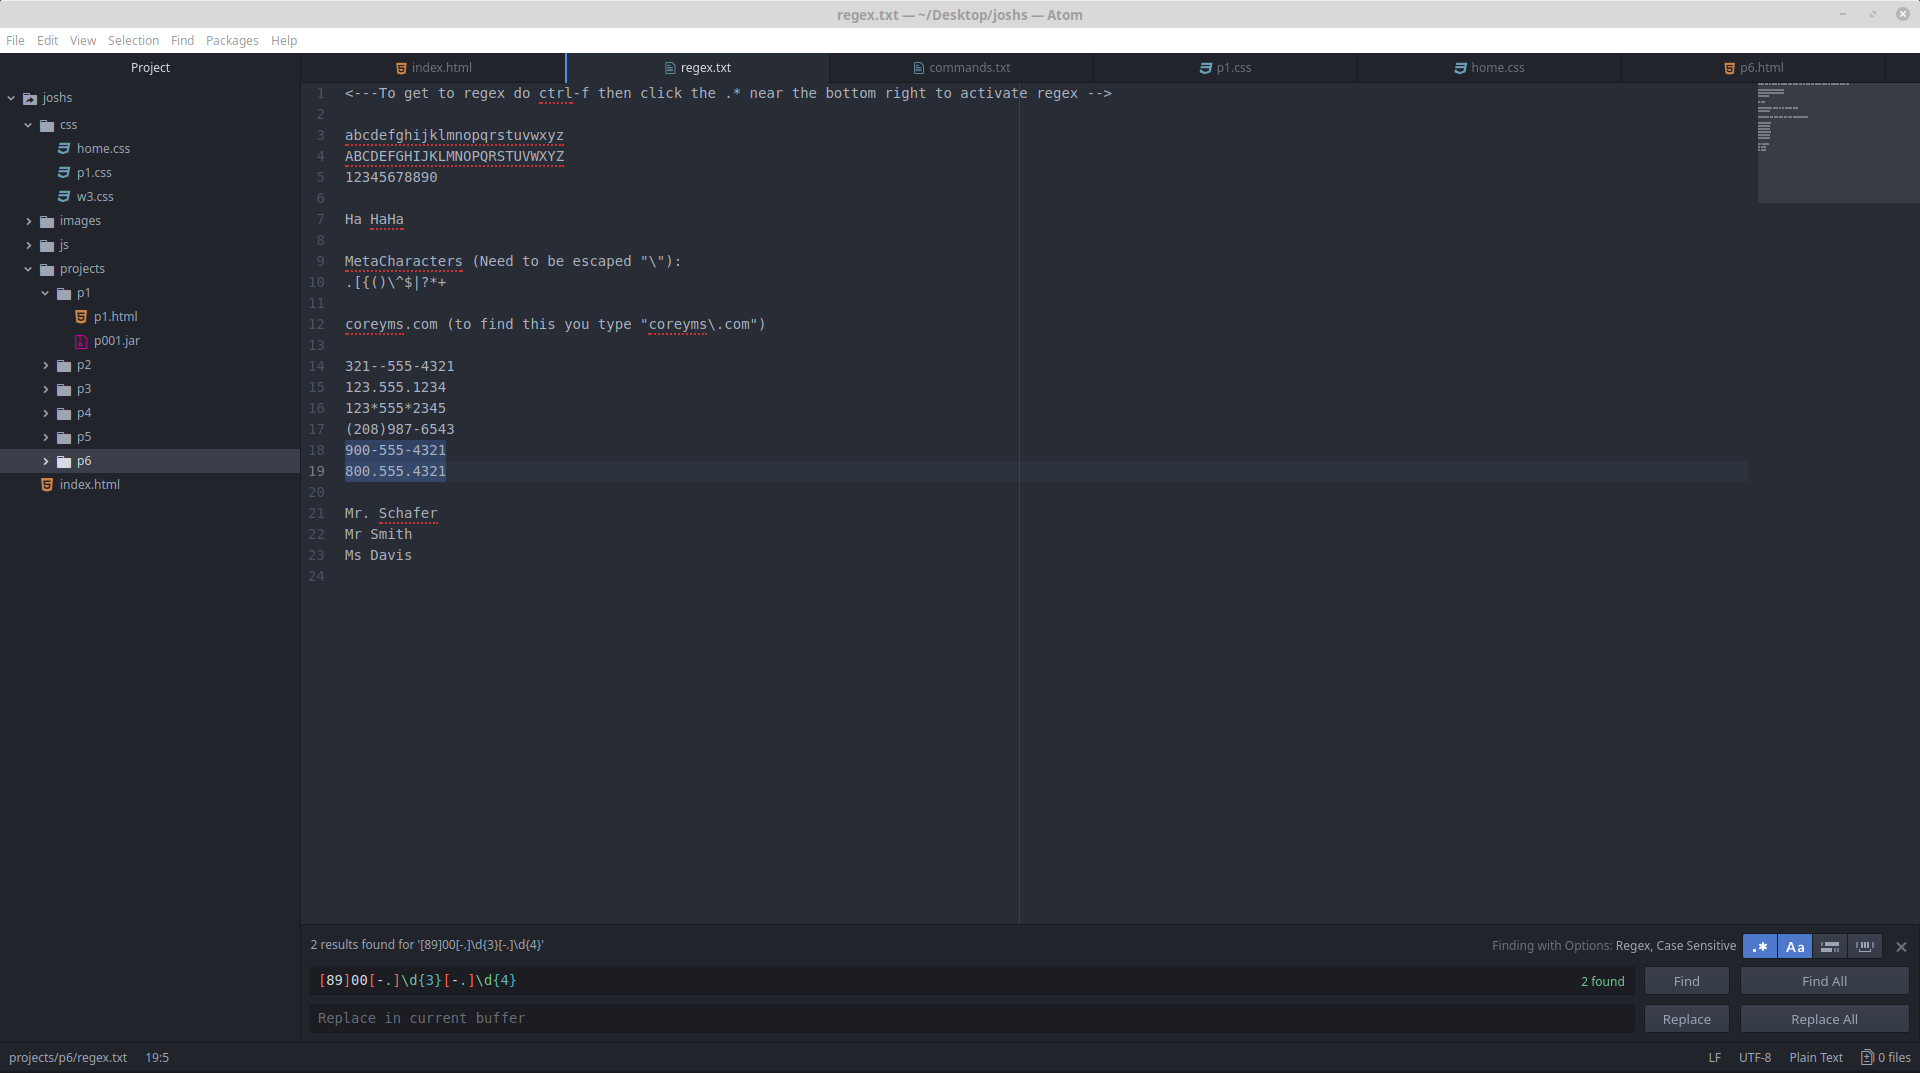 regex.txt — ~/Desktop/joshs — Atom
File Edit View Selection Find Packages Help
Project
joshs
css
home.css
p1.css
w3.css
images
js
projects
p1
p1.html
p001.jar
p2
p3
p4
p5
p6
index.html
index.html regex.txt commands.txt p1.css home.css p6.html
1 <---To get to regex do ctrl-f then click the .* near the bottom right to activate regex -->
2
3 abcdefghijklmnopqrstuvwxyz
4 ABCDEFGHIJKLMNOPQRSTUVWXYZ
5 12345678890
6
7 Ha HaHa
8
9 MetaCharacters (Need to be escaped "\"):
10 .[{()\^$|?*+
11
12 coreyms.com (to find this you type "coreyms\.com")
13
14 321--555-4321
15 123.555.1234
16 123*555*2345
17 (208)987-6543
18 900-555-4321
19 800.555.4321
20
21 Mr. Schafer
22 Mr Smith
23 Ms Davis
24
2 results found for '[89]00[-.]\d{3}[-.]\d{4}'
Finding with Options: Regex, Case Sensitive .* Aa
[89]00[-.]\d{3}[-.]\d{4} 2 found Find Find All
Replace in current buffer Replace Replace All
projects/p6/regex.txt 19:5 LF UTF-8 Plain Text 0 files